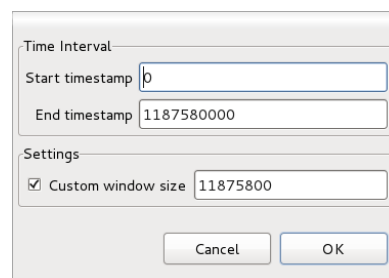 Time Interval
Start timestamp 0
End timestamp 1187580000
Settings
Custom window size 11875800
Cancel OK